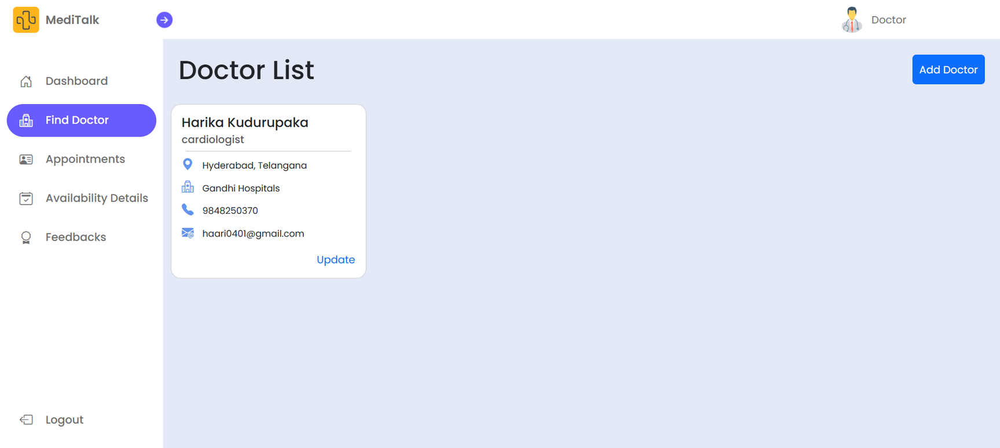 MediTalk
Doctor
Dashboard
Find Doctor
Appointments
Availability Details
Feedbacks
Logout
Doctor List
Add Doctor
Harika Kudurupaka
cardiologist
Hyderabad, Telangana
Gandhi Hospitals
9848250370
haari0401@gmail.com
Update